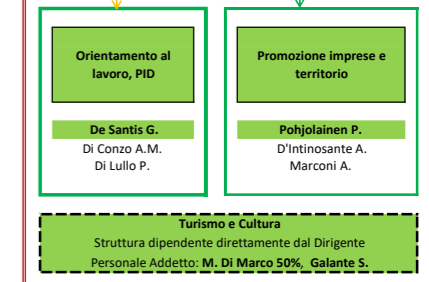 Orientamento al
lavoro, PID
De Santis G.
Di Conzo A.M.
Di Lullo P.
Promozione imprese e
territorio
Pohjolainen P.
D'Intinosante A.
Marconi A.
Turismo e Cultura
Struttura dipendente direttamente dal Dirigente
Personale Addetto: M. Di Marco 50%, Galante S.